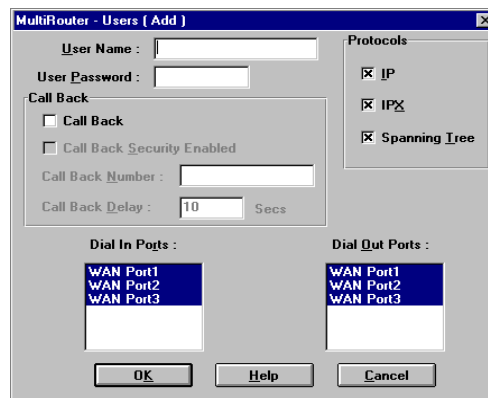 MultiRouter - Users ( Add )
User Name :
User Password :
Protocols
IP
IPX
Spanning Tree
Call Back
Call Back
Call Back Security Enabled
Call Back Number :
Call Back Delay : 10 Secs
Dial In Ports :
WAN Port1
WAN Port2
WAN Port3
Dial Out Ports :
WAN Port1
WAN Port2
WAN Port3
OK Help Cancel